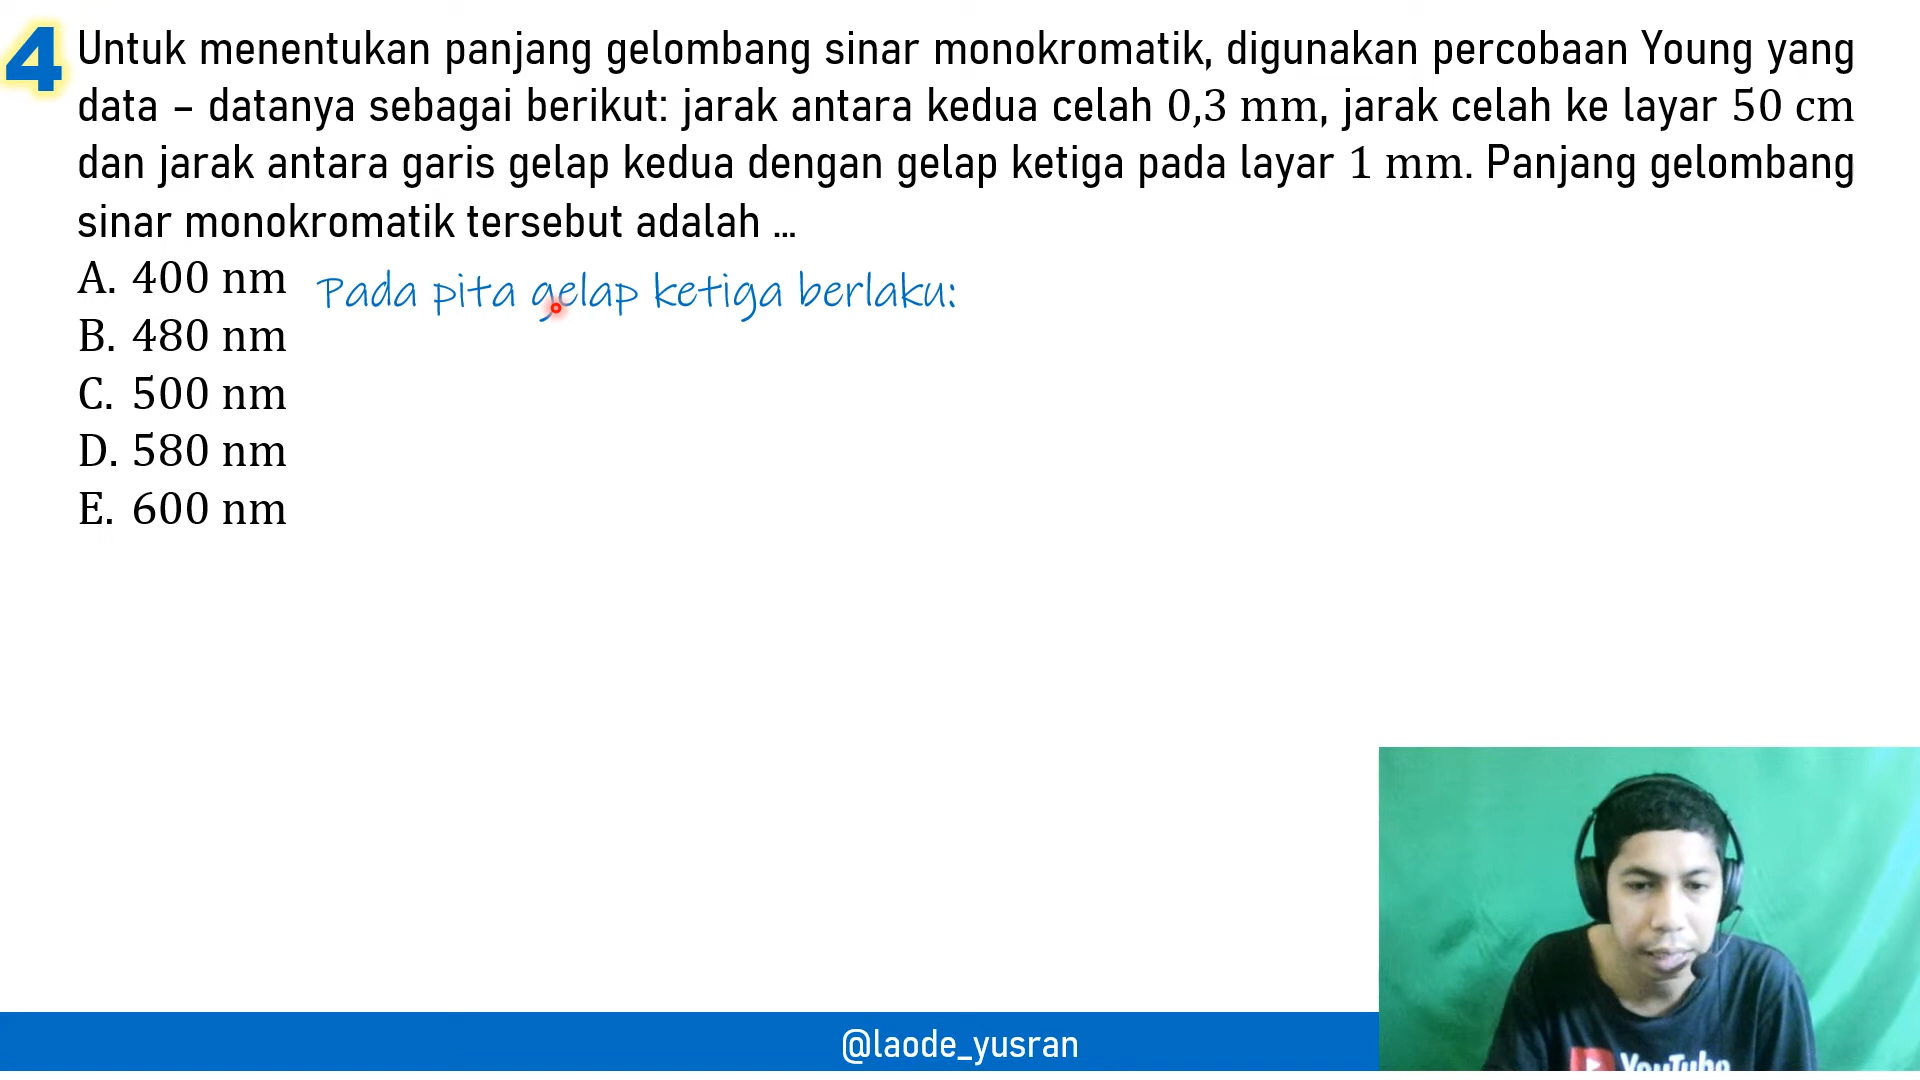 4
Untuk menentukan panjang gelombang sinar monokromatik, digunakan percobaan Young yang
data – datanya sebagai berikut: jarak antara kedua celah 0,3 mm, jarak celah ke layar 50 cm
dan jarak antara garis gelap kedua dengan gelap ketiga pada layar 1 mm. Panjang gelombang
sinar monokromatik tersebut adalah ...
A. 400 nm
Pada pita gelap ketiga berlaku:
B. 480 nm
C. 500 nm
D. 580 nm
E. 600 nm
@laode_yusran
YouTube